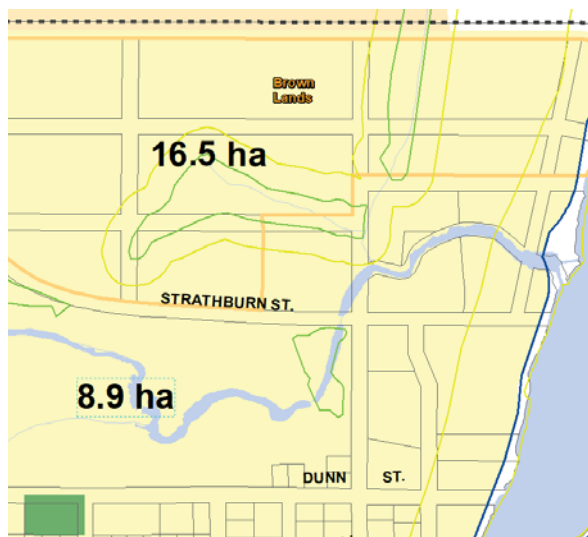 Brown
Lands
16.5 ha
STRATHBURN ST.
8.9 ha
DUNN ST.